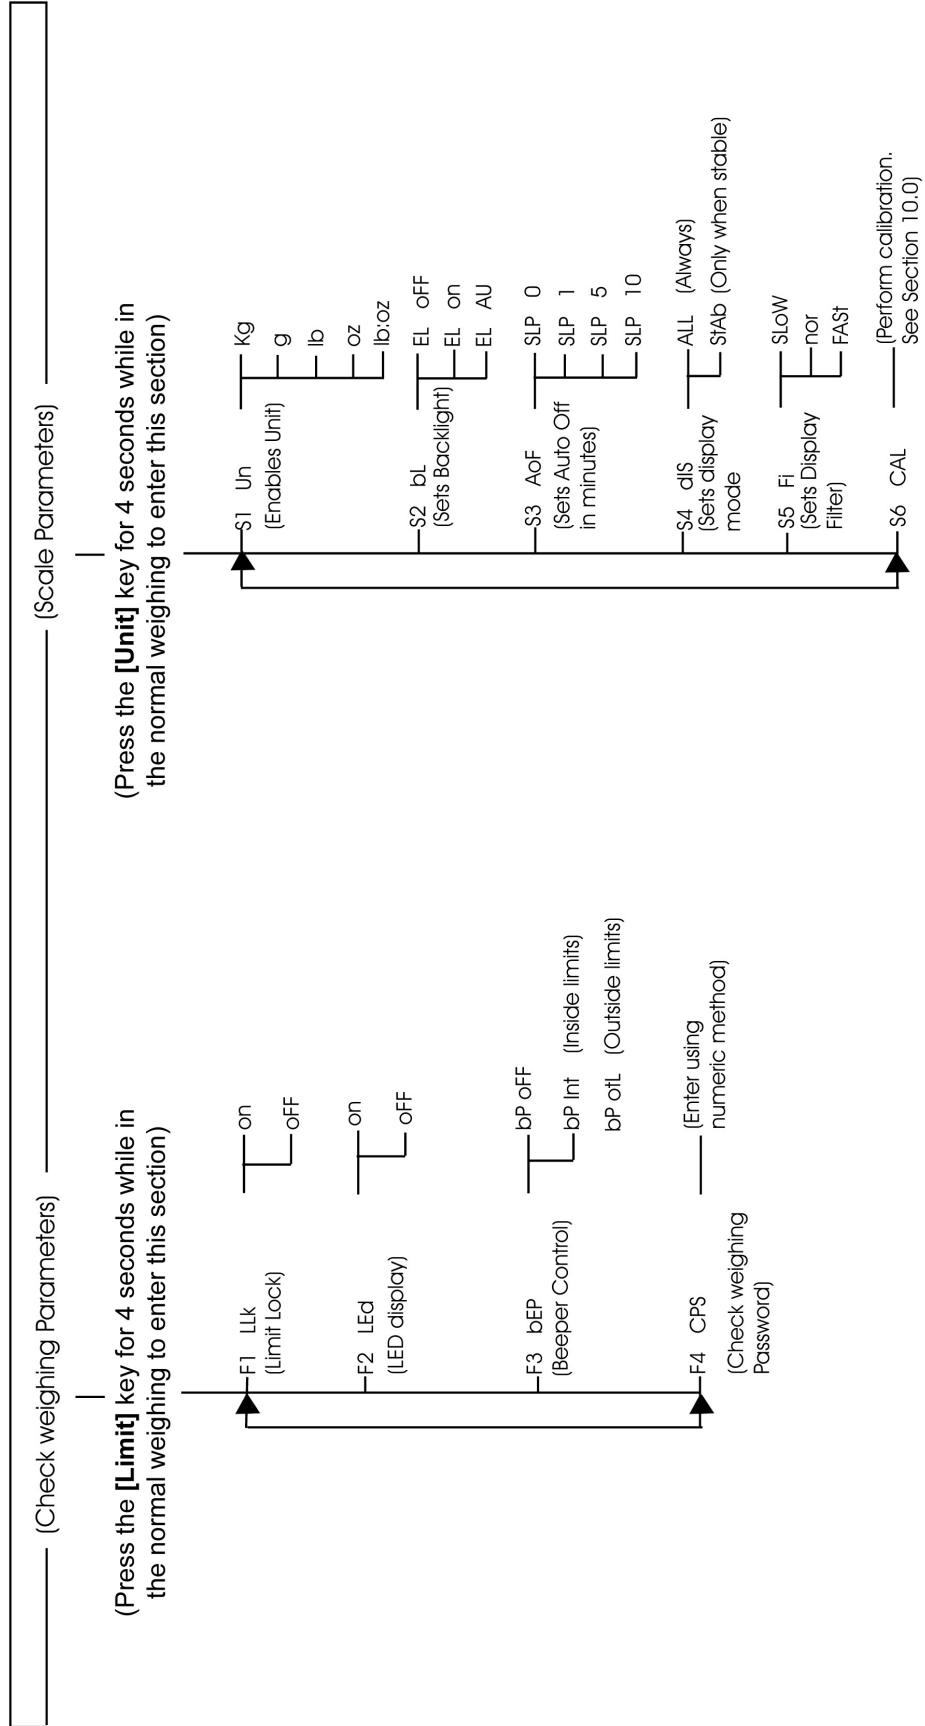 (Check weighing Parameters)
(Press the [Limit] key for 4 seconds while in
the normal weighing to enter this section)
F1 LLk
(Limit Lock)
on
oFF
F2 LEd
(LED display)
on
oFF
F3 bEP
(Beeper Control)
bP oFF
bP Int (Inside limits)
bP otL (Outside limits)
F4 CPS
(Check weighing
Password)
(Enter using
numeric method)
(Scale Parameters)
(Press the [Unit] key for 4 seconds while in
the normal weighing to enter this section)
S1 Un
(Enables Unit)
Kg
g
lb
oz
lb:oz
S2 bL
(Sets Backlight)
EL oFF
EL on
EL AU
S3 AoF
(Sets Auto Off
in minutes)
SLP 0
SLP 1
SLP 5
SLP 10
S4 dIS
(Sets display
mode
ALL (Always)
StAb (Only when stable)
S5 Fi
(Sets Display
Filter)
SLoW
nor
FASt
S6 CAL
(Perform calibration.
See Section 10.0)